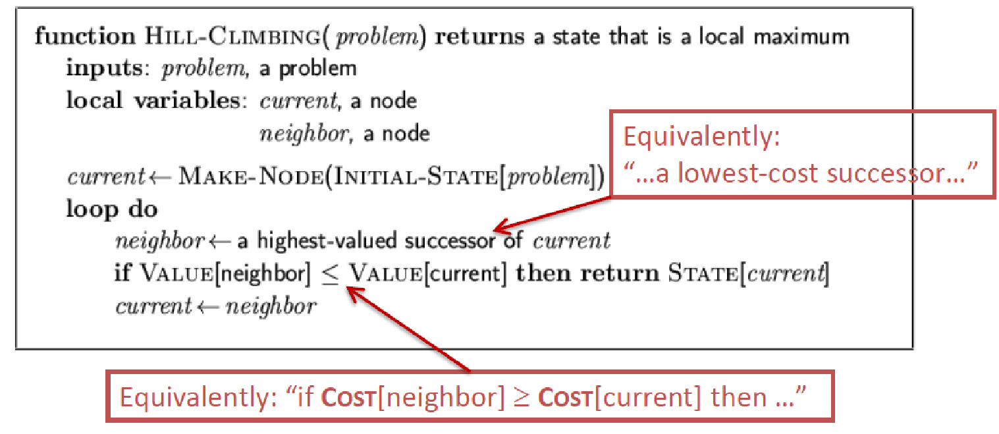 function HILL-CLIMBING( problem) returns a state that is a local maximum
inputs: problem, a problem
local variables: current, a node
neighbor, a node
current ← MAKE-NODE(INITIAL-STATE[problem])
loop do
neighbor ← a highest-valued successor of current
if VALUE[neighbor] ≤ VALUE[current] then return STATE[current]
current ← neighbor
Equivalently:
“…a lowest-cost successor…”
Equivalently: “if COST[neighbor] ≥ COST[current] then …”